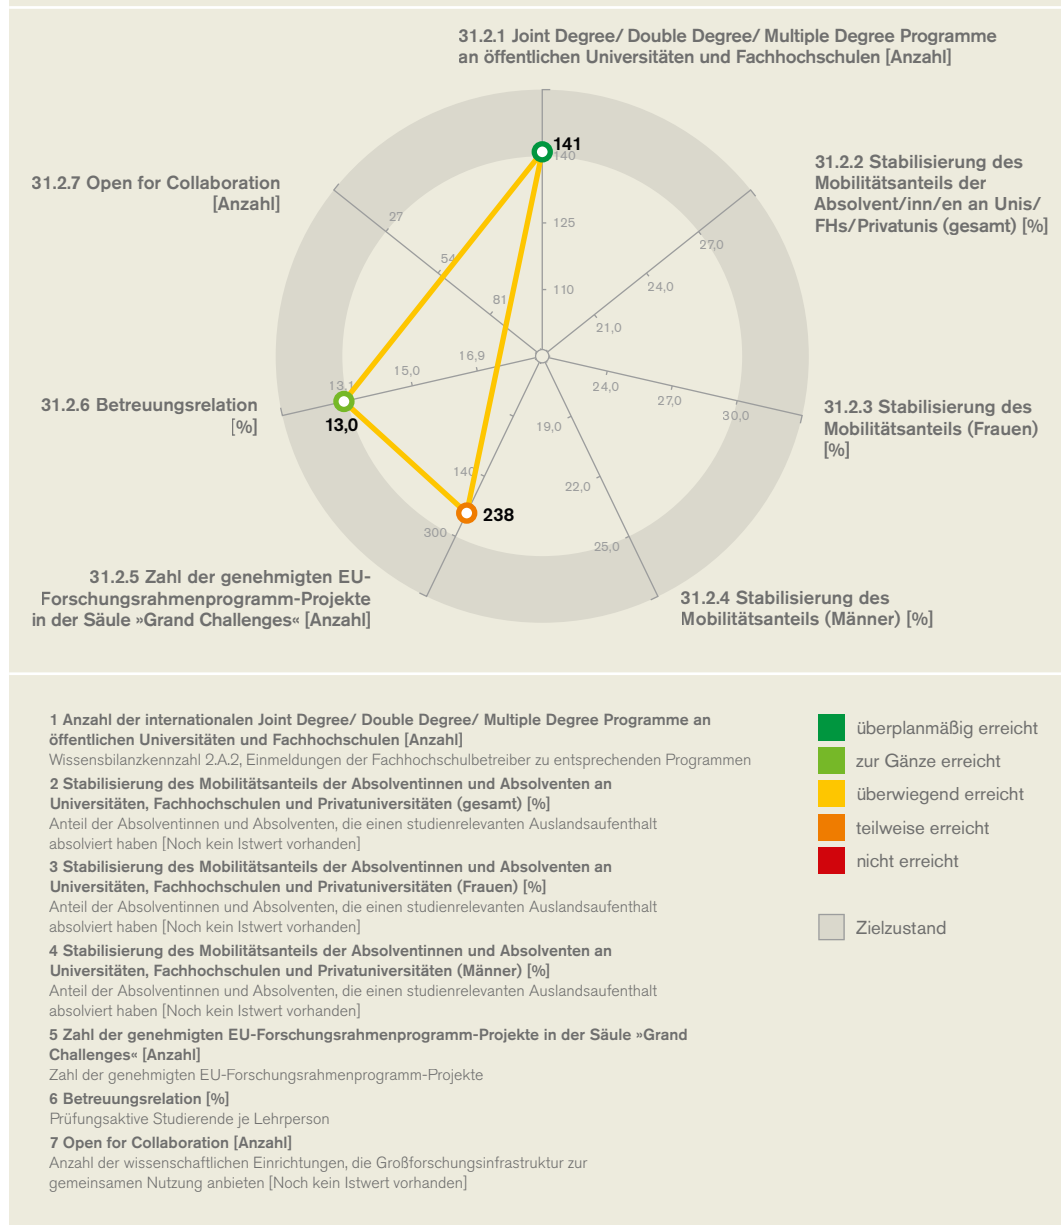 31.2.1 Joint Degree/ Double Degree/ Multiple Degree Programme
an öffentlichen Universitäten und Fachhochschulen [Anzahl]
141
140
125
110
31.2.2 Stabilisierung des
Mobilitätsanteils der
Absolvent/inn/en an Unis/
FHs/Privatunis (gesamt) [%]
27,0
24,0
21,0
31.2.3 Stabilisierung des
Mobilitätsanteils (Frauen)
[%]
24,0
27,0
30,0
31.2.4 Stabilisierung des
Mobilitätsanteils (Männer) [%]
19,0
22,0
25,0
31.2.5 Zahl der genehmigten EU-
Forschungsrahmenprogramm-Projekte
in der Säule »Grand Challenges« [Anzahl]
140
238
300
31.2.6 Betreuungsrelation
[%]
13,1
15,0
16,9
13,0
31.2.7 Open for Collaboration
[Anzahl]
27
54
81
1 Anzahl der internationalen Joint Degree/ Double Degree/ Multiple Degree Programme an
öffentlichen Universitäten und Fachhochschulen [Anzahl]
Wissensbilanzkennzahl 2.A.2, Einmeldungen der Fachhochschulbetreiber zu entsprechenden Programmen
2 Stabilisierung des Mobilitätsanteils der Absolventinnen und Absolventen an
Universitäten, Fachhochschulen und Privatuniversitäten (gesamt) [%]
Anteil der Absolventinnen und Absolventen, die einen studienrelevanten Auslandsaufenthalt
absolviert haben [Noch kein Istwert vorhanden]
3 Stabilisierung des Mobilitätsanteils der Absolventinnen und Absolventen an
Universitäten, Fachhochschulen und Privatuniversitäten (Frauen) [%]
Anteil der Absolventinnen und Absolventen, die einen studienrelevanten Auslandsaufenthalt
absolviert haben [Noch kein Istwert vorhanden]
4 Stabilisierung des Mobilitätsanteils der Absolventinnen und Absolventen an
Universitäten, Fachhochschulen und Privatuniversitäten (Männer) [%]
Anteil der Absolventinnen und Absolventen, die einen studienrelevanten Auslandsaufenthalt
absolviert haben [Noch kein Istwert vorhanden]
5 Zahl der genehmigten EU-Forschungsrahmenprogramm-Projekte in der Säule »Grand
Challenges« [Anzahl]
Zahl der genehmigten EU-Forschungsrahmenprogramm-Projekte
6 Betreuungsrelation [%]
Prüfungsaktive Studierende je Lehrperson
7 Open for Collaboration [Anzahl]
Anzahl der wissenschaftlichen Einrichtungen, die Großforschungsinfrastruktur zur
gemeinsamen Nutzung anbieten [Noch kein Istwert vorhanden]
überplanmäßig erreicht
zur Gänze erreicht
überwiegend erreicht
teilweise erreicht
nicht erreicht
Zielzustand